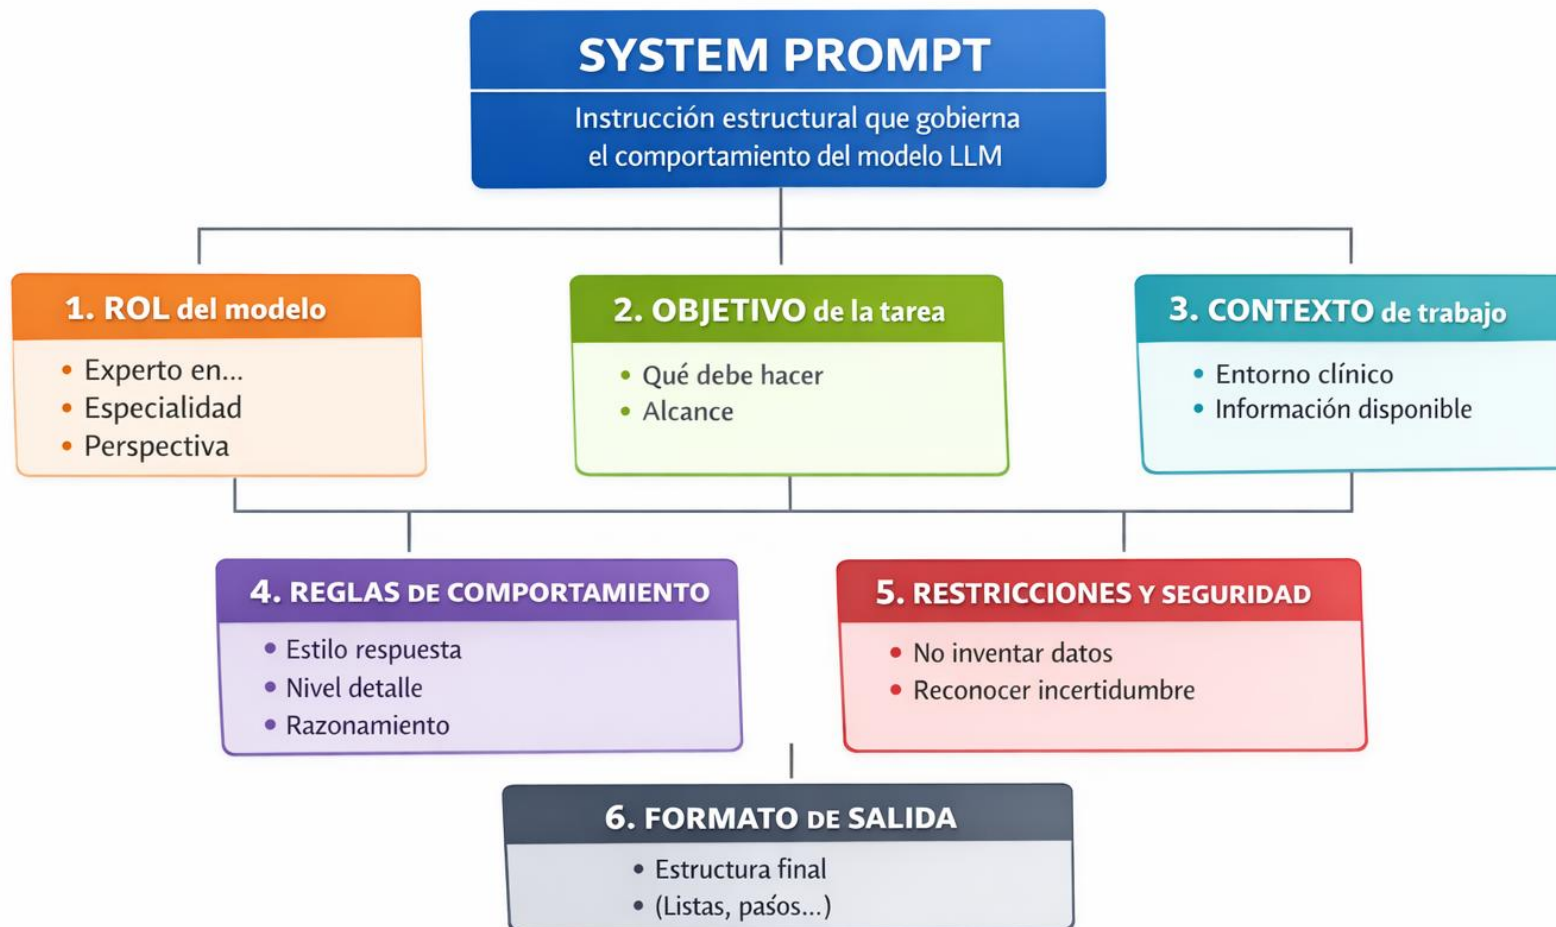 SYSTEM PROMPT
Instrucción estructural que gobierna
el comportamiento del modelo LLM
1. ROL del modelo
• Experto en...
• Especialidad
• Perspectiva
2. OBJETIVO de la tarea
• Qué debe hacer
• Alcance
3. CONTEXTO de trabajo
• Entorno clínico
• Información disponible
4. REGLAS DE COMPORTAMIENTO
• Estilo respuesta
• Nivel detalle
• Razonamiento
5. RESTRICCIONES Y SEGURIDAD
• No inventar datos
• Reconocer incertidumbre
6. FORMATO DE SALIDA
• Estructura final
• (Listas, paśos...)